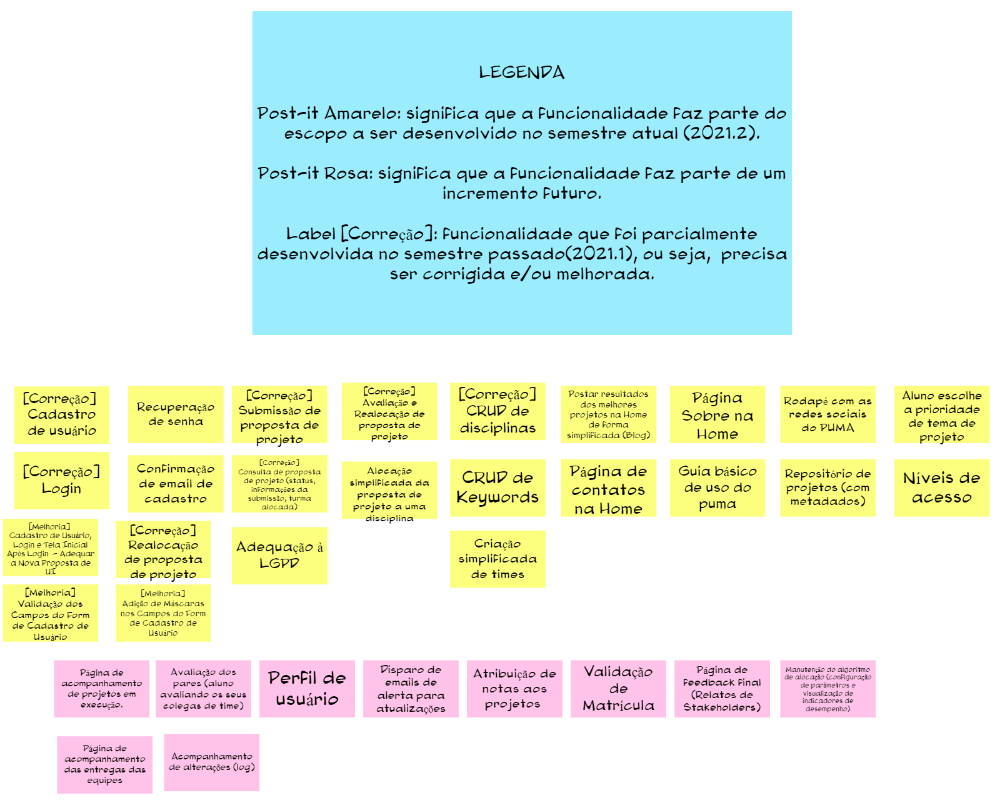 LEGENDA
Post-it Amarelo: significa que a funcionalidade faz parte do
escopo a ser desenvolvido no semestre atual (2021.2).
Post-it Rosa: significa que a funcionalidade faz parte de um
incremento futuro.
Label [Correção]: funcionalidade que foi parcialmente
desenvolvida no semestre passado(2021.1), ou seja, precisa
ser corrigida e/ou melhorada.
[Correção]
Cadastro
de usuário
Recuperação
de senha
[Correção]
Submissão de
proposta de
projeto
[Correção]
Avaliação e
Realocação de
proposta de
projeto
[Correção]
CRUD de
disciplinas
Postar resultados
dos melhores
projetos na Home
de forma
simplificada (Blog)
Página
Sobre na
Home
Rodapé com as
redes sociais
do PUMA
Aluno escolhe
a prioridade
de tema de
projeto
[Correção]
Login
Confirmação
de email de
cadastro
[Correção]
Consulta de proposta
de projeto (status,
informações da
submissão, turma
alocada)
Alocação
simplificada da
proposta de
projeto a uma
disciplina
CRUD de
Keywords
Página de
contatos
na Home
Guia básico
de uso do
puma
Repositório de
projetos (com
metadados)
Níveis de
acesso
[Melhoria]
Cadastro de Usuário,
Login e Tela Inicial
Após Login - Adequar
a Nova Proposta de
UI
[Correção]
Realocação
de proposta
de projeto
Adequação à
LGPD
Criação
simplificada
de times
[Melhoria]
Validação dos
Campos do Form
de Cadastro de
Usuário
[Melhoria]
Adição de Máscaras
nos Campos do Form
de Cadastro de
Usuário
Página de
acompanhamento
de projetos em
execução.
Avaliação dos
pares (aluno
avaliando os seus
colegas de time)
Perfil de
usuário
Disparo de
emails de
alerta para
atualizações
Atribuição de
notas aos
projetos
Validação
de
Matrícula
Página de
Feedback Final
(Relatos de
Stakeholders)
Manutenção do algoritmo
de alocação (configuração
de parâmetros e
visualização de
indicadores de
desempenho)
Página de
acompanhamento
das entregas das
equipes
Acompanhamento
de alterações (log)